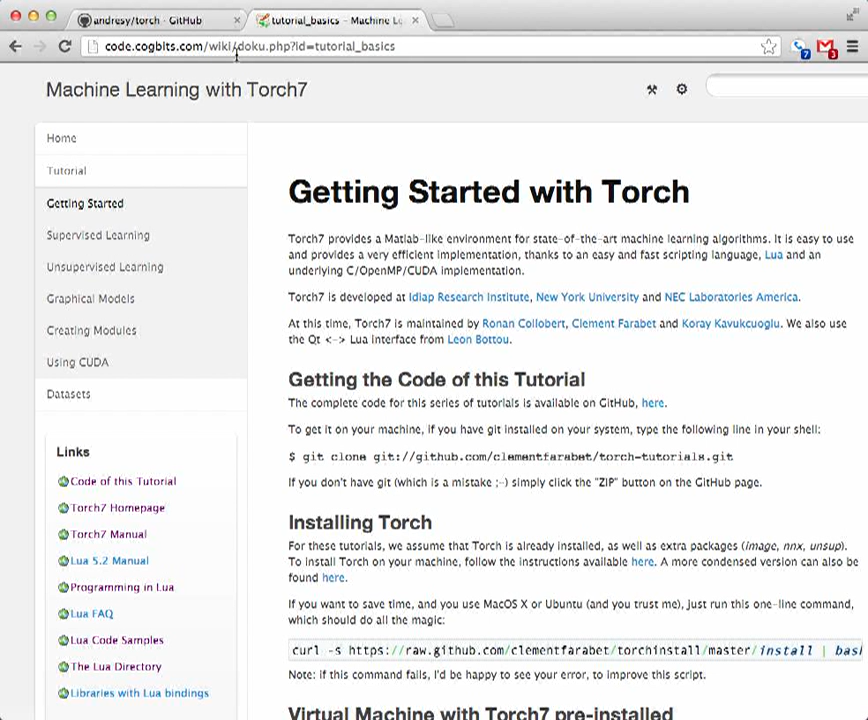 andresy/torch · GitHub
tutorial_basics – Machine Le
code.cogbits.com/wiki/doku.php?id=tutorial_basics
7
3
Machine Learning with Torch7
Home
Tutorial
Getting Started
Supervised Learning
Unsupervised Learning
Graphical Models
Creating Modules
Using CUDA
Datasets
Links
Code of this Tutorial
Torch7 Homepage
Torch7 Manual
Lua 5.2 Manual
Programming in Lua
Lua FAQ
Lua Code Samples
The Lua Directory
Libraries with Lua bindings
Getting Started with Torch
Torch7 provides a Matlab-like environment for state-of-the-art machine learning algorithms. It is easy to use
and provides a very efficient implementation, thanks to an easy and fast scripting language, Lua and an
underlying C/OpenMP/CUDA implementation.
Torch7 is developed at Idiap Research Institute, New York University and NEC Laboratories America.
At this time, Torch7 is maintained by Ronan Collobert, Clement Farabet and Koray Kavukcuoglu. We also use
the Qt <-> Lua interface from Leon Bottou.
Getting the Code of this Tutorial
The complete code for this series of tutorials is available on GitHub, here.
To get it on your machine, if you have git installed on your system, type the following line in your shell:
$ git clone git://github.com/clementfarabet/torch-tutorials.git
If you don't have git (which is a mistake ;-) simply click the "ZIP" button on the GitHub page.
Installing Torch
For these tutorials, we assume that Torch is already installed, as well as extra packages (image, nnx, unsup).
To install Torch on your machine, follow the instructions available here. A more condensed version can also be
found here.
If you want to save time, and you use MacOS X or Ubuntu (and you trust me), just run this one-line command,
which should do all the magic:
curl -s https://raw.github.com/clementfarabet/torchinstall/master/install | bas
Note: if this command fails, I'd be happy to see your error, to improve this script.
Virtual Machine with Torch7 pre-installed